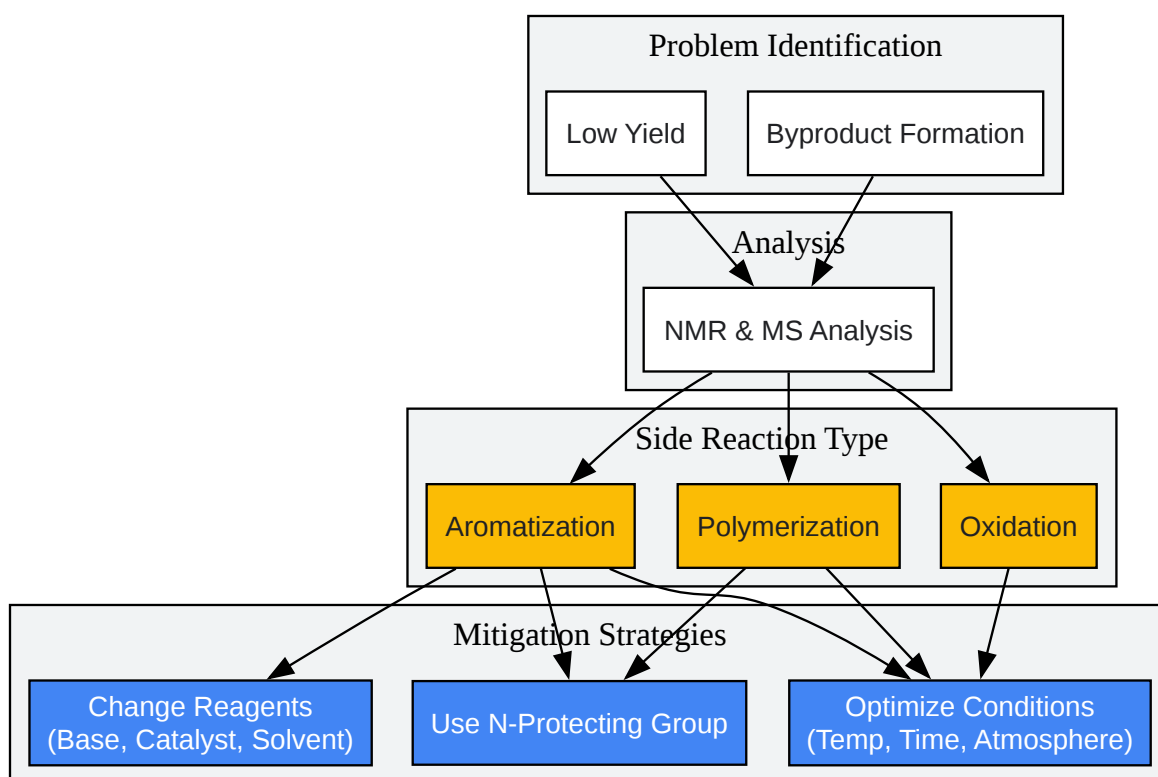 Problem Identification
Low Yield
Byproduct Formation
Analysis
NMR & MS Analysis
Side Reaction Type
Aromatization
Polymerization
Oxidation
Mitigation Strategies
Change Reagents
(Base, Catalyst, Solvent)
Use N-Protecting Group
Optimize Conditions
(Temp, Time, Atmosphere)